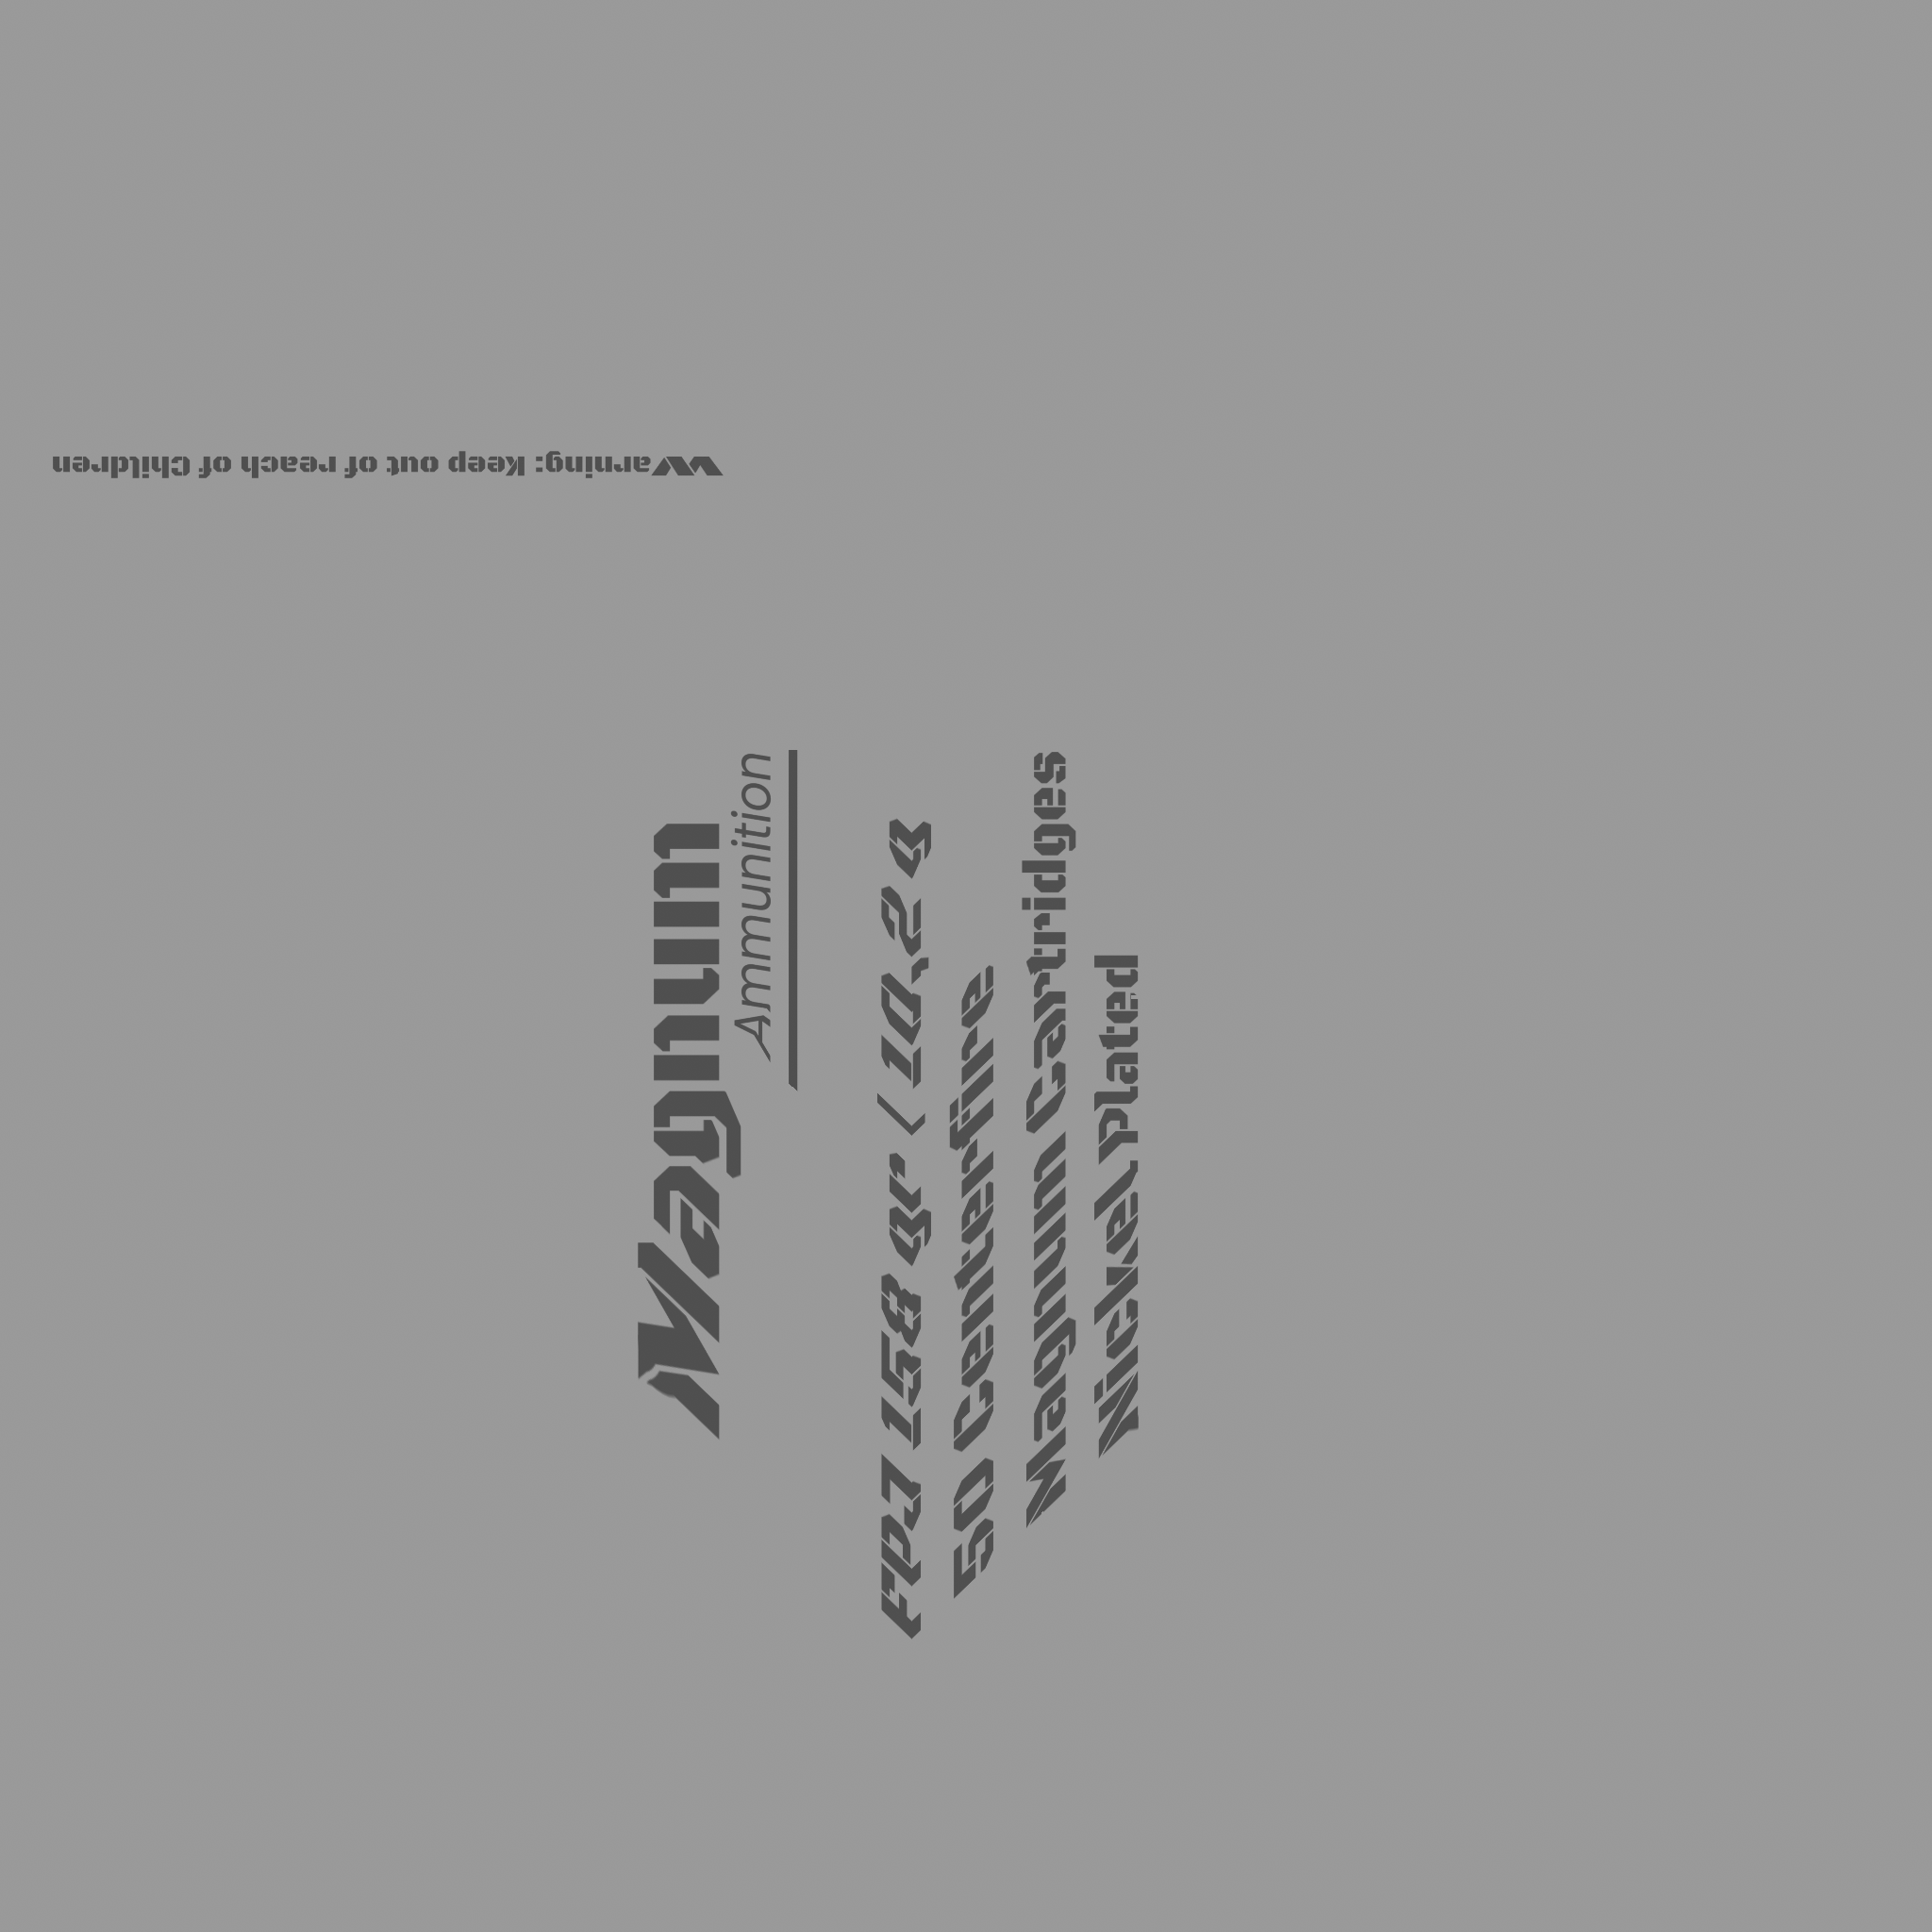 Warning: Keep out of reach of children
Magnum
Ammunition
158 gr / 10,2 g
50 Centerfire
Magnum Cartridges
Nickel Plated